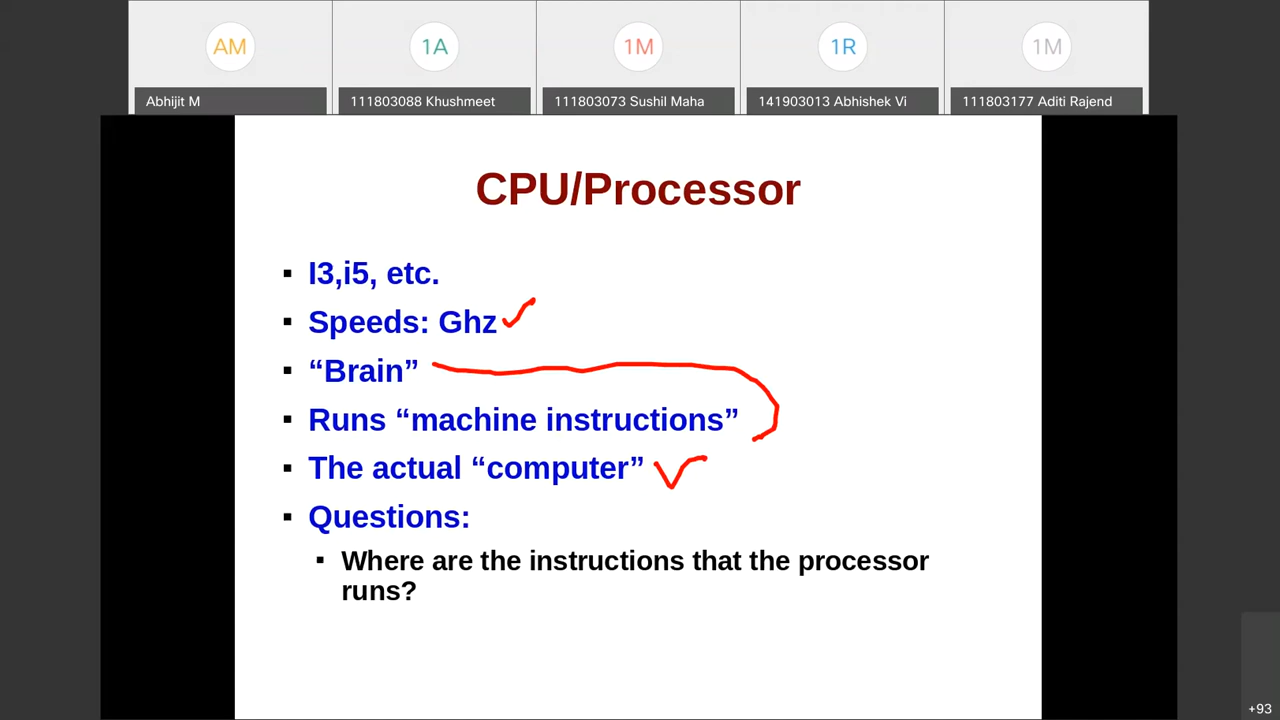 AM
1A
1M
1R
1M
Abhijit M
111803088 Khushmeet
111803073 Sushil Maha
141903013 Abhishek Vi
111803177 Aditi Rajend
CPU/Processor
▪ I3,i5, etc.
▪ Speeds: Ghz
▪ “Brain”
▪ Runs “machine instructions”
▪ The actual “computer”
▪ Questions:
▪ Where are the instructions that the processor
runs?
+93